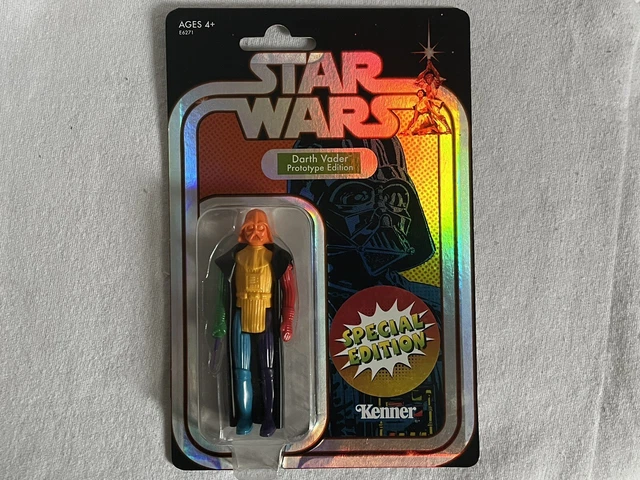 AGES 4+
E6271
STAR
WARS
Darth Vader
Prototype Edition
SPECIAL
EDITION
Kenner